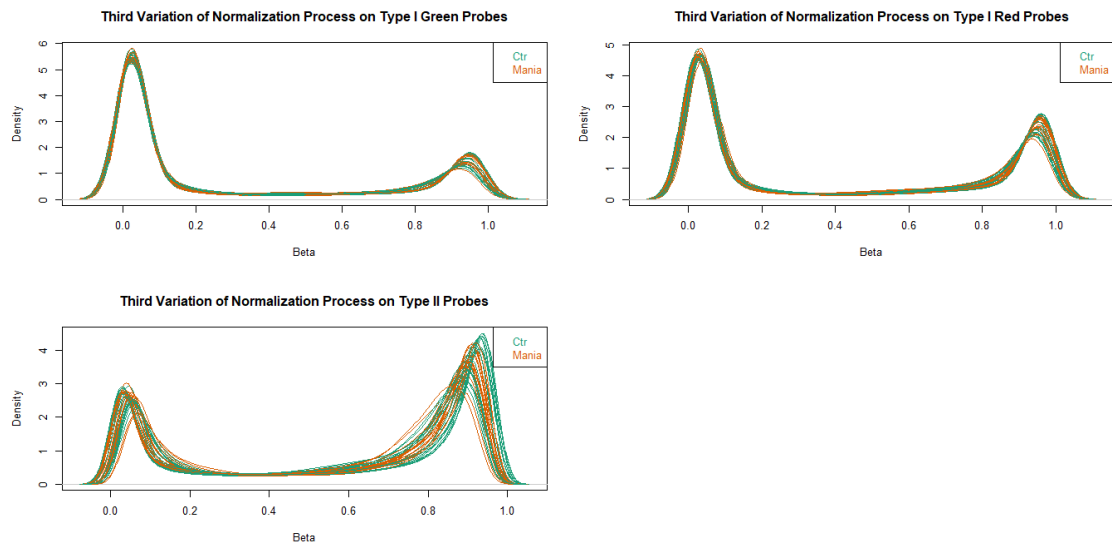 Third Variation of Normalization Process on Type I Green Probes
Density
6
5
4
3
2
1
0
Ctr
Mania
0.0 0.2 0.4 0.6 0.8 1.0
Beta
Third Variation of Normalization Process on Type I Red Probes
Density
5
4
3
2
1
0
Ctr
Mania
0.0 0.2 0.4 0.6 0.8 1.0
Beta
Third Variation of Normalization Process on Type II Probes
Density
4
3
2
1
0
Ctr
Mania
0.0 0.2 0.4 0.6 0.8 1.0
Beta